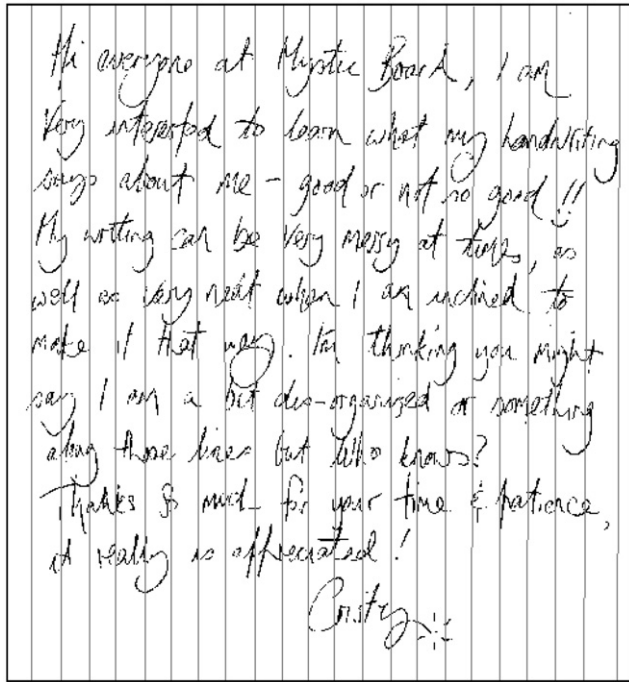 Hi everyone at Mystic Board, I am
very interested to learn what my handwriting
says about me - good or not so good!!
My writing can be very messy at times, as
well as very neat when I am inclined to
make it that way. I'm thinking you might
say I am a bit dis-organized or something
along those lines but who knows?
Thanks so much for your time & patience,
it really is appreciated!
Cristy